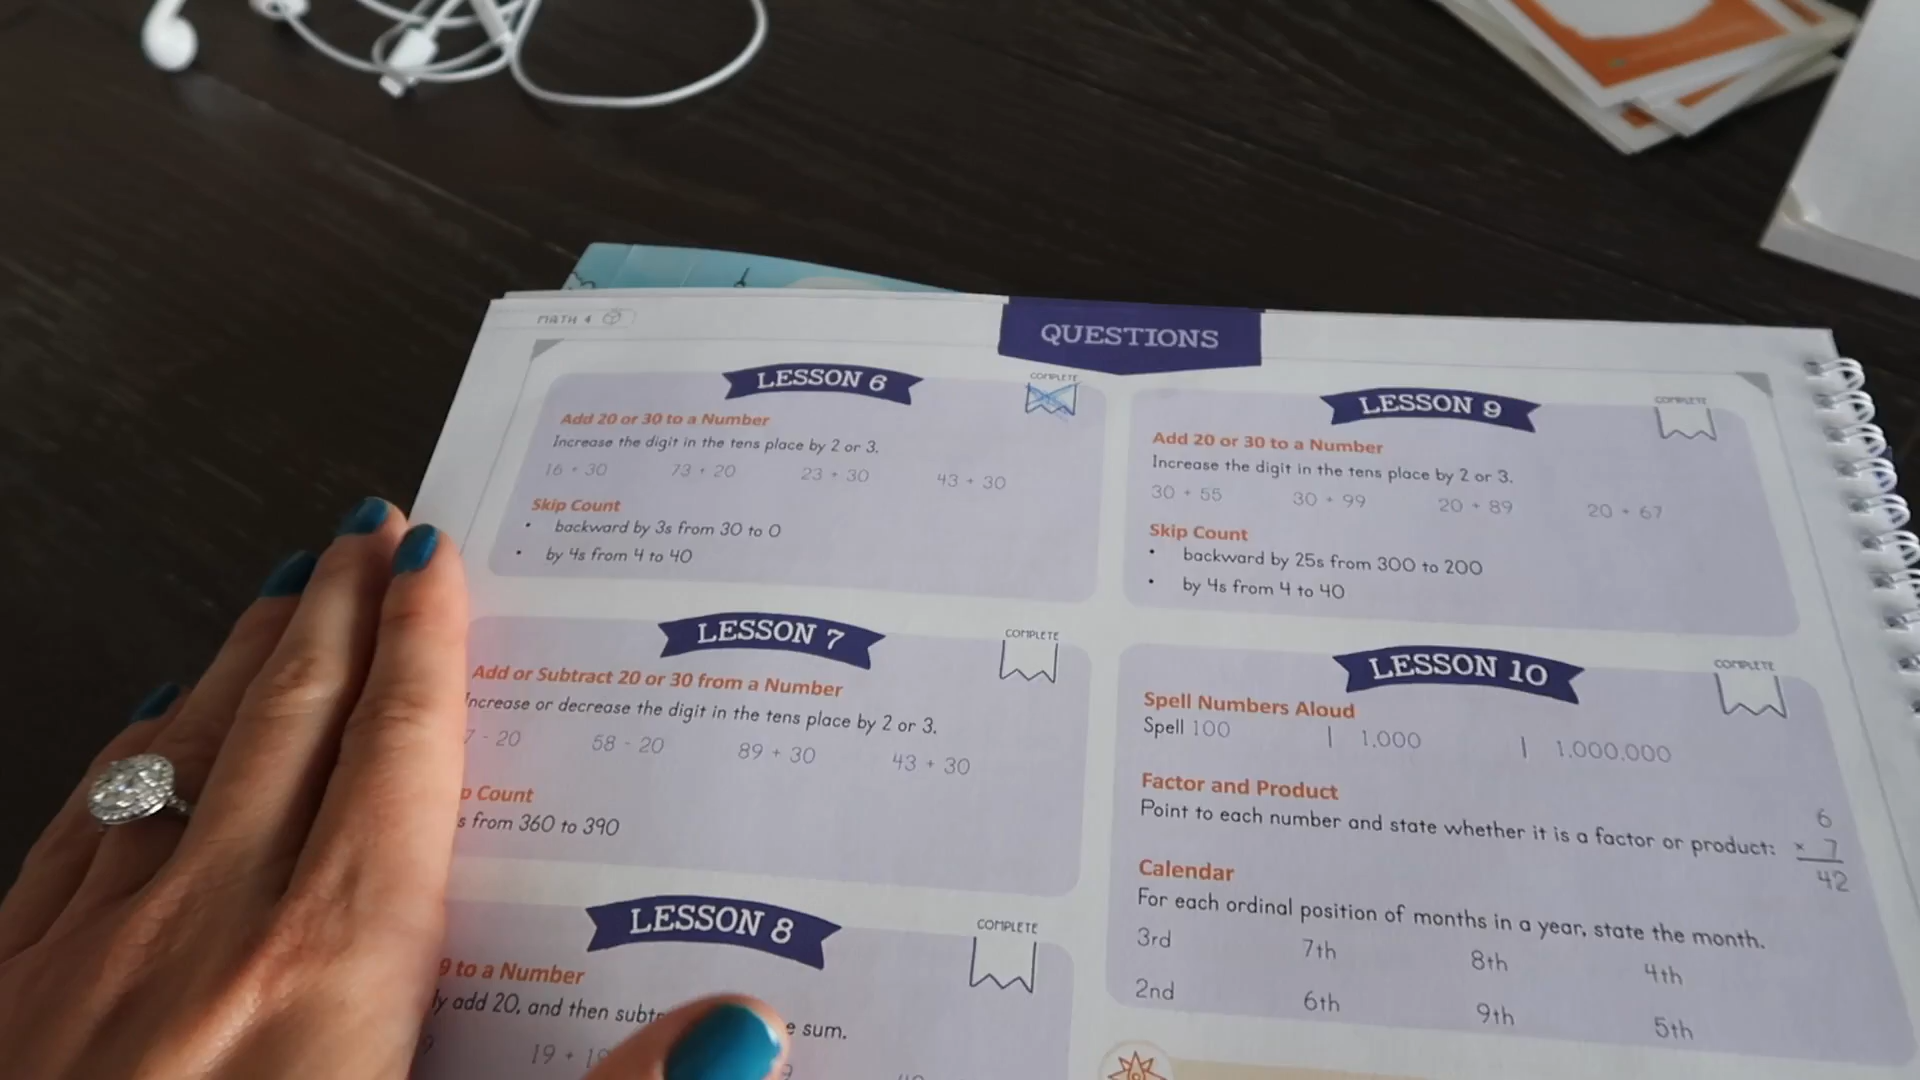 MATH 4
QUESTIONS
LESSON 6
COMPLETE
Add 20 or 30 to a Number
Increase the digit in the tens place by 2 or 3.
16 + 30 73 + 20 23 + 30 43 + 30
Skip Count
• backward by 3s from 30 to 0
• by 4s from 4 to 40
LESSON 7
COMPLETE
Add or Subtract 20 or 30 from a Number
Increase or decrease the digit in the tens place by 2 or 3.
7 - 20 58 - 20 89 + 30 43 + 30
Count
from 360 to 390
LESSON 8
COMPLETE
9 to a Number
add 20, and then
sum.
19 +
LESSON 9
COMPLETE
Add 20 or 30 to a Number
Increase the digit in the tens place by 2 or 3.
30 + 55 30 + 99 20 + 89 20 + 67
Skip Count
• backward by 25s from 300 to 200
• by 4s from 4 to 40
LESSON 10
COMPLETE
Spell Numbers Aloud
Spell 100 | 1,000 | 1,000,000
Factor and Product
Point to each number and state whether it is a factor or product:
6
× 7
42
Calendar
For each ordinal position of months in a year, state the month.
3rd 7th 8th 4th
2nd 6th 9th 5th